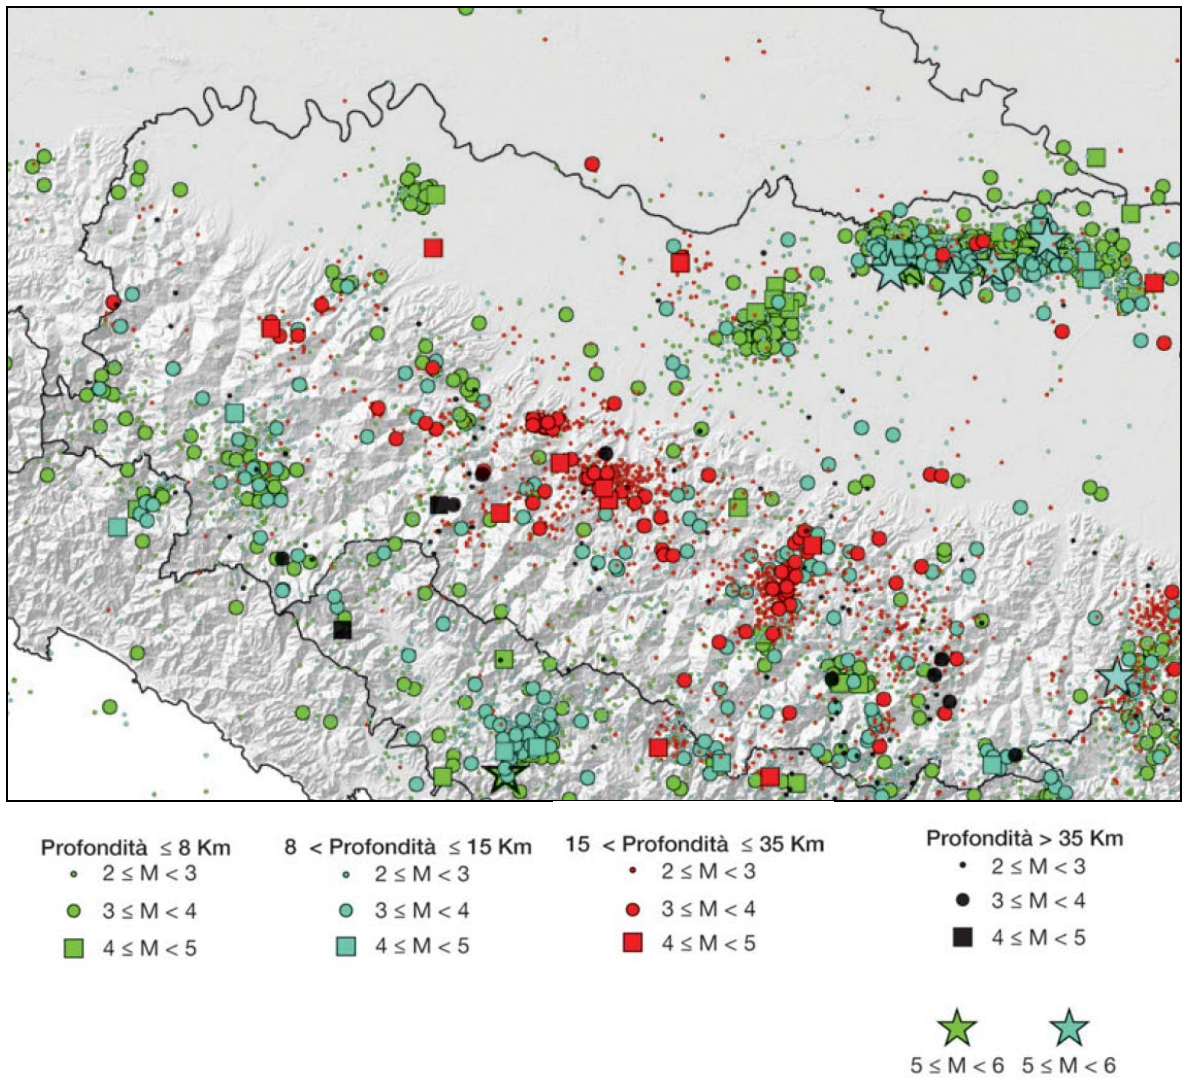 Profondità ≤ 8 Km
2 ≤ M < 3
3 ≤ M < 4
4 ≤ M < 5
8 < Profondità ≤ 15 Km
2 ≤ M < 3
3 ≤ M < 4
4 ≤ M < 5
15 < Profondità ≤ 35 Km
2 ≤ M < 3
3 ≤ M < 4
4 ≤ M < 5
Profondità > 35 Km
2 ≤ M < 3
3 ≤ M < 4
4 ≤ M < 5
5 ≤ M < 6 5 ≤ M < 6